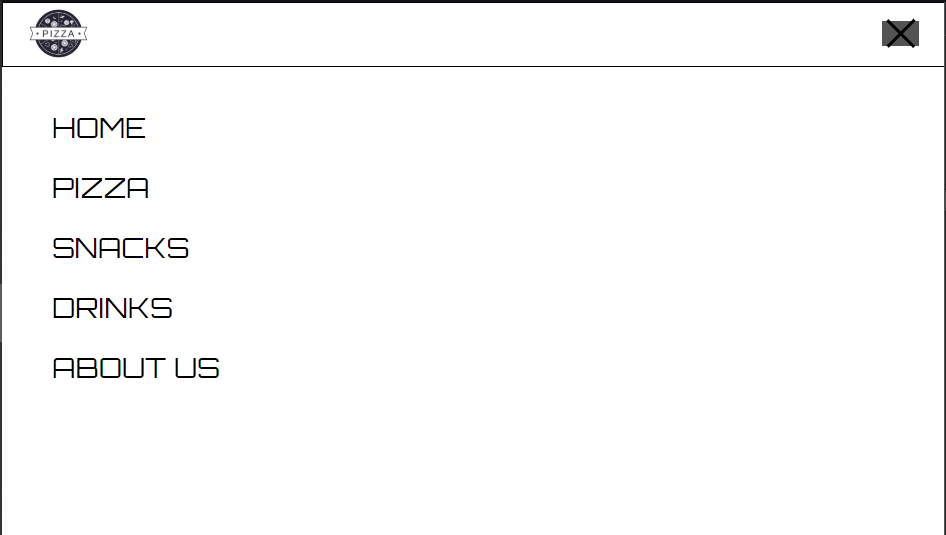 • PIZZA •
HOME
PIZZA
SNACKS
DRINKS
ABOUT US